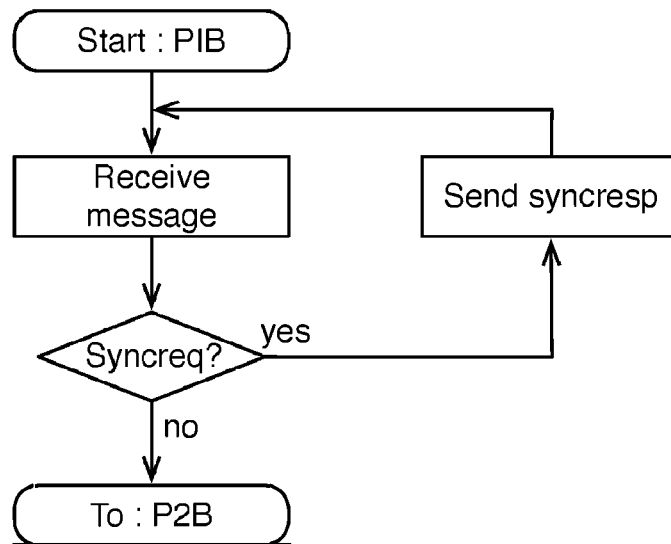 Start : PIB
Receive
message
Send syncresp
Syncreq?
yes
no
To : P2B